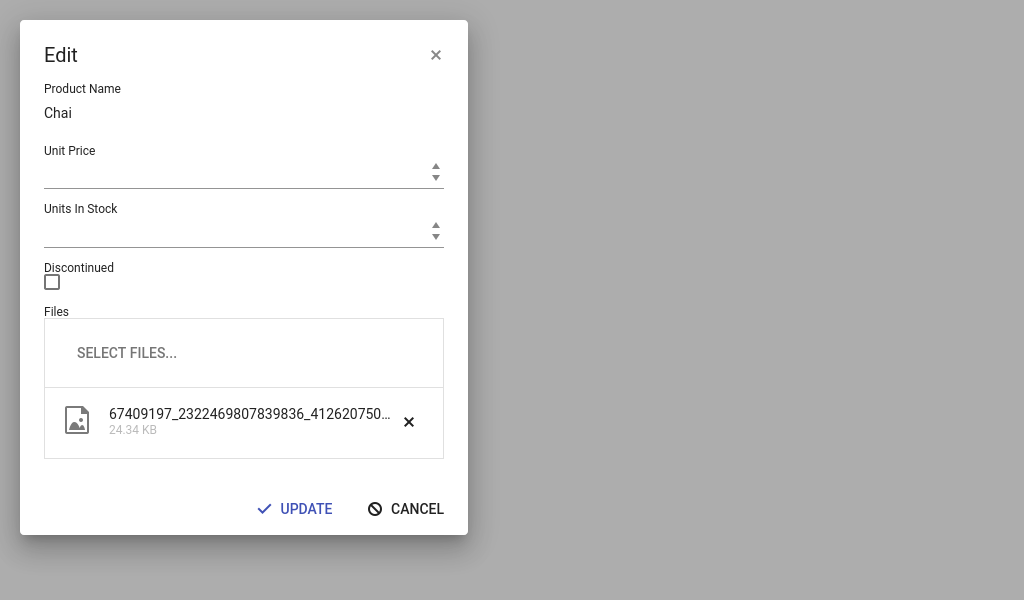 Edit
Product Name
Chai
Unit Price
Units In Stock
Discontinued
Files
SELECT FILES...
67409197_2322469807839836_412620750...
24.34 KB
UPDATE
CANCEL